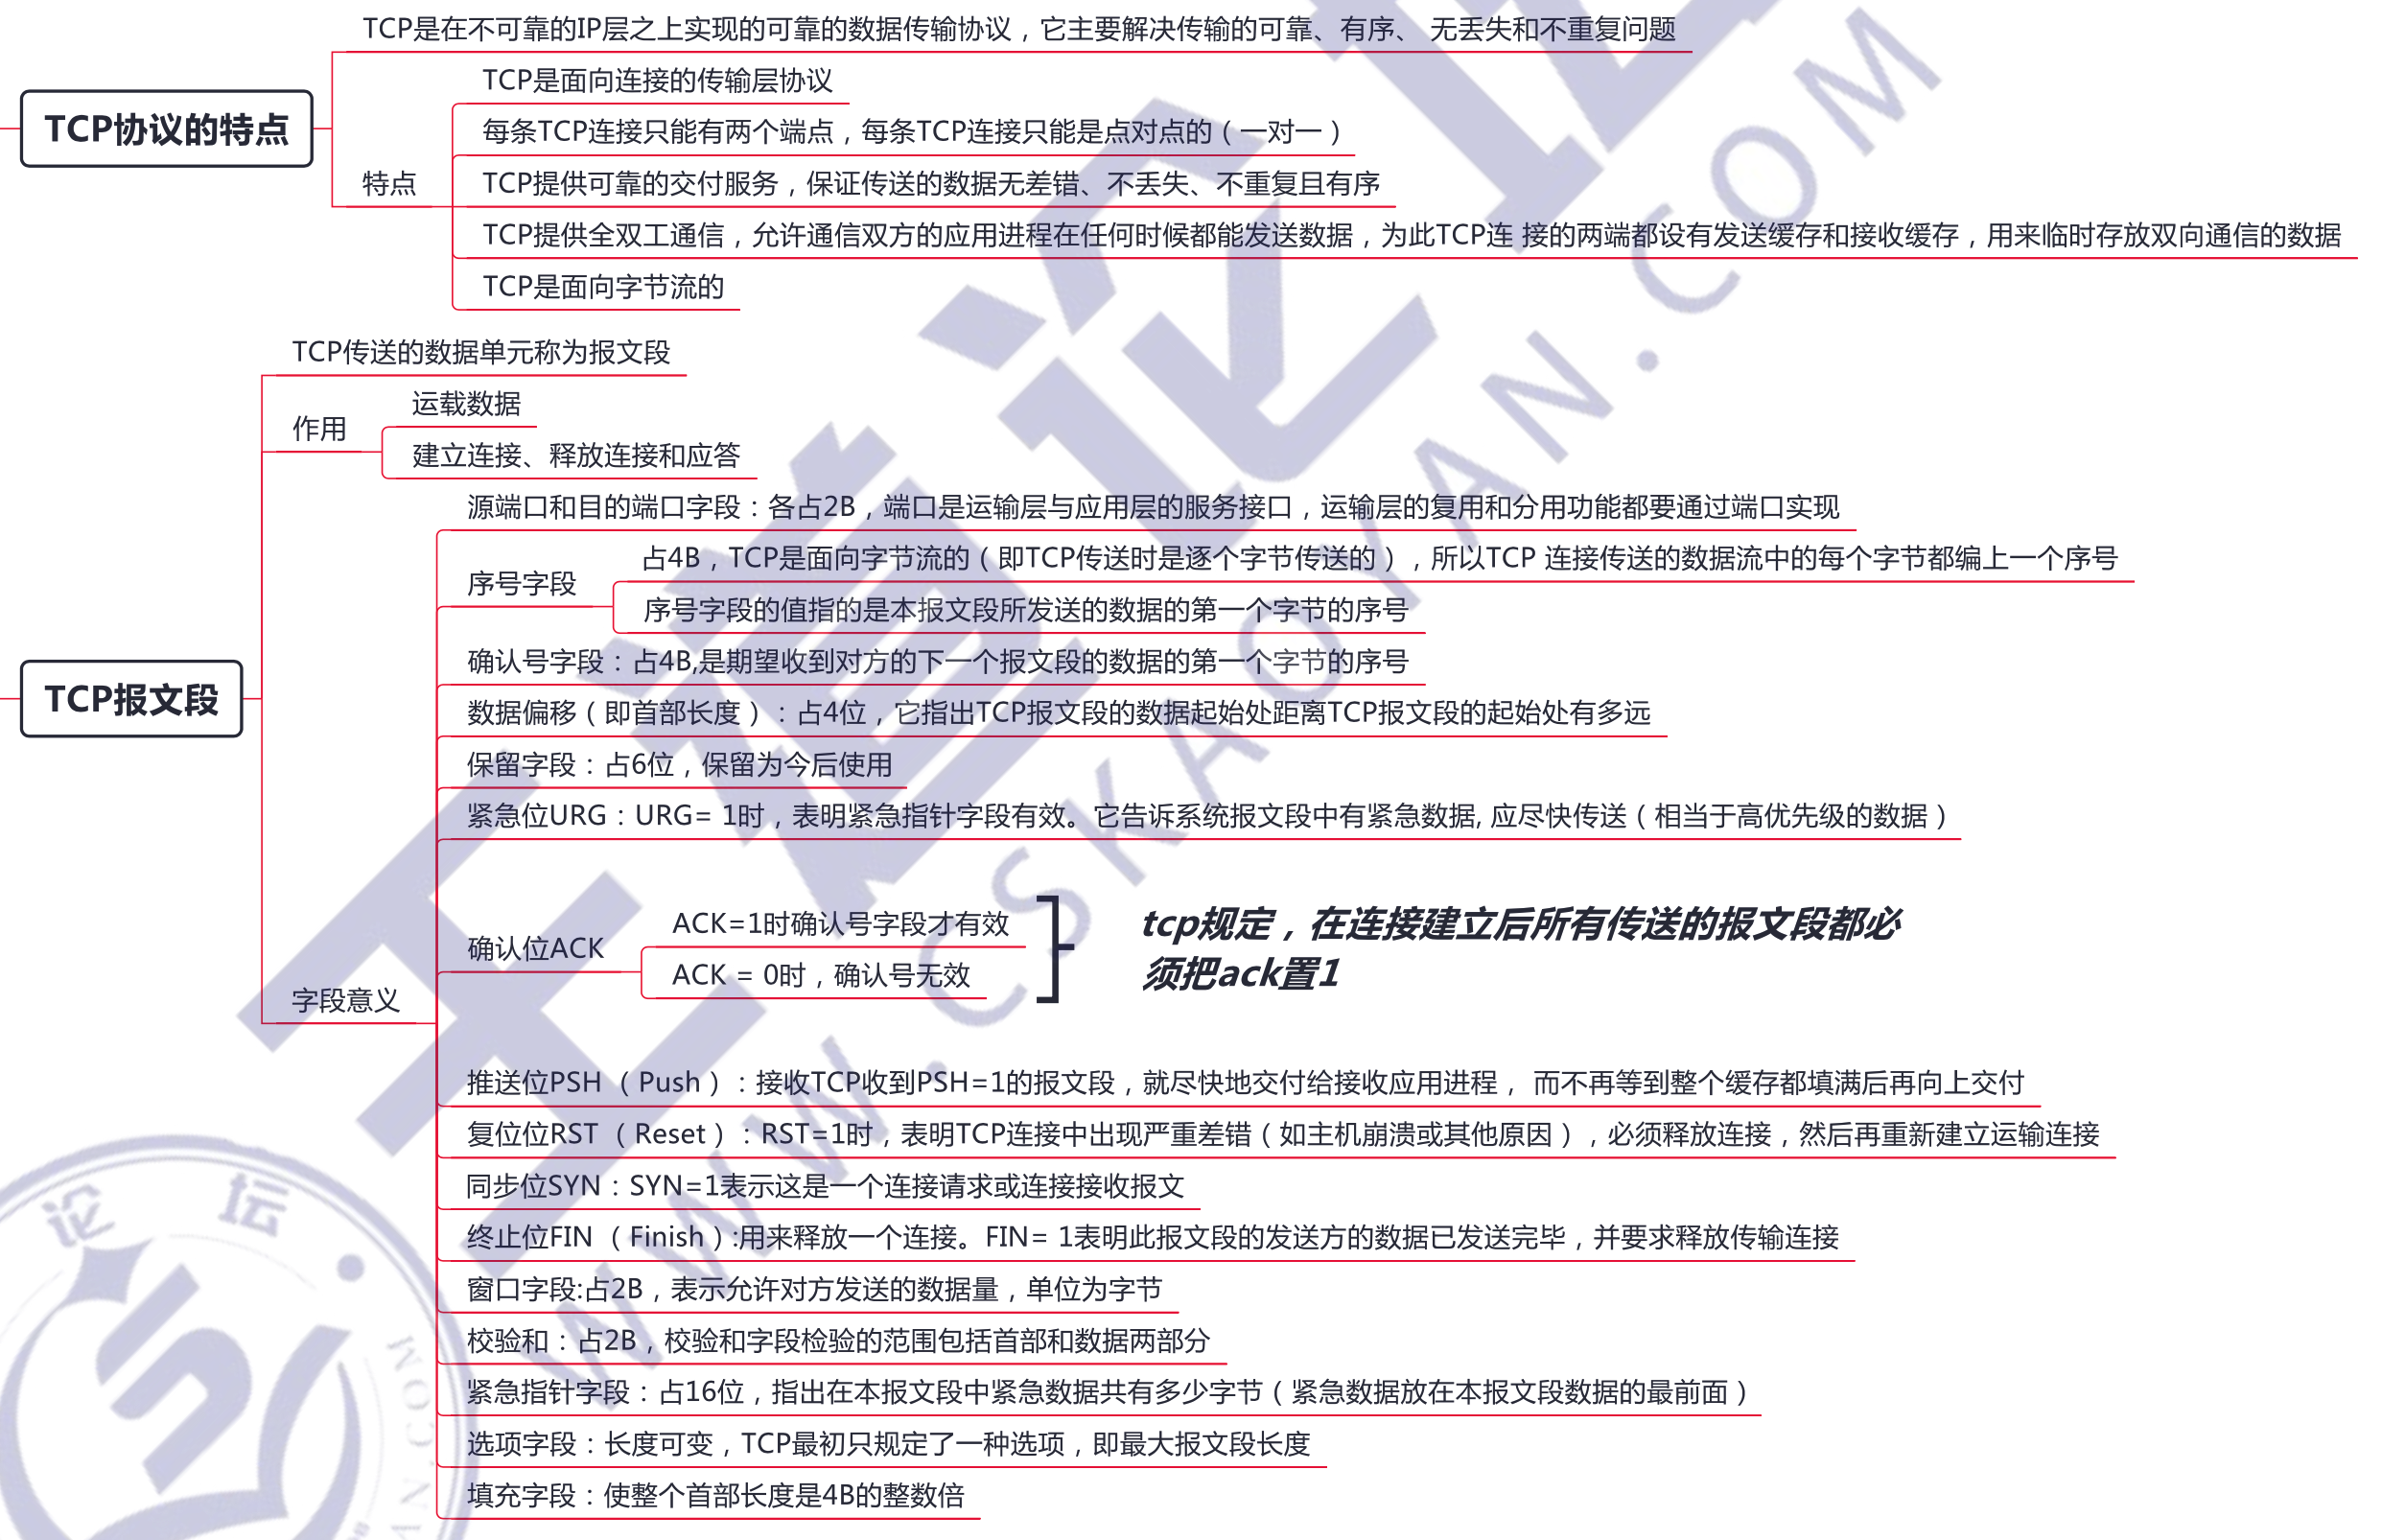 TCP协议的特点
TCP是在不可靠的IP层之上实现的可靠的数据传输协议，它主要解决传输的可靠、有序、 无丢失和不重复问题
特点
TCP是面向连接的传输层协议
每条TCP连接只能有两个端点，每条TCP连接只能是点对点的（一对一）
TCP提供可靠的交付服务，保证传送的数据无差错、不丢失、不重复且有序
TCP提供全双工通信，允许通信双方的应用进程在任何时候都能发送数据，为此TCP连 接的两端都设有发送缓存和接收缓存，用来临时存放双向通信的数据
TCP是面向字节流的
TCP报文段
TCP传送的数据单元称为报文段
作用
运载数据
建立连接、释放连接和应答
字段意义
源端口和目的端口字段：各占2B，端口是运输层与应用层的服务接口，运输层的复用和分用功能都要通过端口实现
序号字段
占4B，TCP是面向字节流的（即TCP传送时是逐个字节传送的），所以TCP 连接传送的数据流中的每个字节都编上一个序号
序号字段的值指的是本报文段所发送的数据的第一个字节的序号
确认号字段：占4B,是期望收到对方的下一个报文段的数据的第一个字节的序号
数据偏移（即首部长度）：占4位，它指出TCP报文段的数据起始处距离TCP报文段的起始处有多远
保留字段：占6位，保留为今后使用
紧急位URG：URG= 1时，表明紧急指针字段有效。它告诉系统报文段中有紧急数据, 应尽快传送（相当于高优先级的数据）
确认位ACK
ACK=1时确认号字段才有效
ACK = 0时，确认号无效
tcp规定，在连接建立后所有传送的报文段都必
须把ack置1
推送位PSH （Push）：接收TCP收到PSH=1的报文段，就尽快地交付给接收应用进程， 而不再等到整个缓存都填满后再向上交付
复位位RST （Reset）：RST=1时，表明TCP连接中出现严重差错（如主机崩溃或其他原因），必须释放连接，然后再重新建立运输连接
同步位SYN：SYN=1表示这是一个连接请求或连接接收报文
终止位FIN （Finish）:用来释放一个连接。FIN= 1表明此报文段的发送方的数据已发送完毕，并要求释放传输连接
窗口字段:占2B，表示允许对方发送的数据量，单位为字节
校验和：占2B，校验和字段检验的范围包括首部和数据两部分
紧急指针字段：占16位，指出在本报文段中紧急数据共有多少字节（紧急数据放在本报文段数据的最前面）
选项字段：长度可变，TCP最初只规定了一种选项，即最大报文段长度
填充字段：使整个首部长度是4B的整数倍
王道论坛
WWW.CSKAOYAN.COM
论 坛